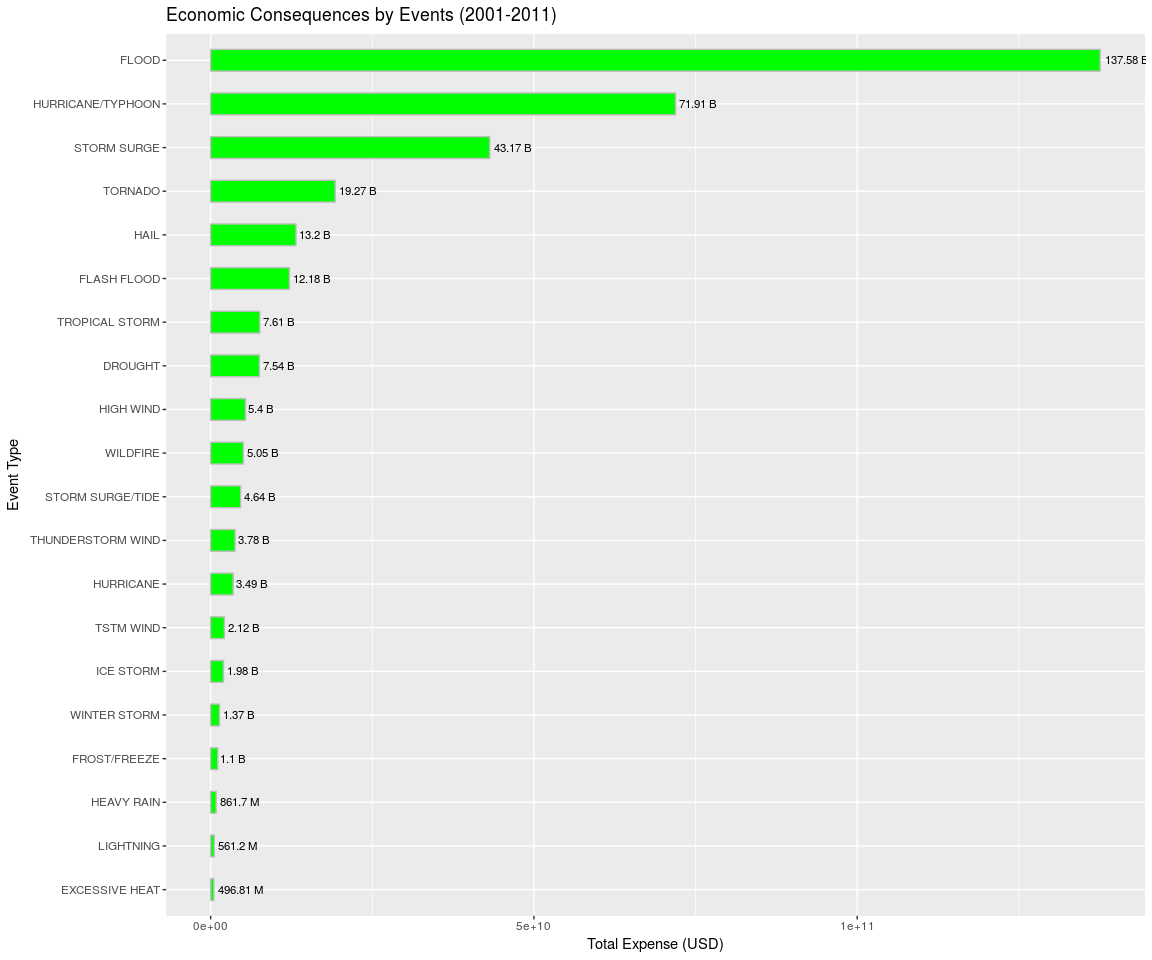 Economic Consequences by Events (2001-2011)
FLOOD 137.58 B
HURRICANE/TYPHOON 71.91 B
STORM SURGE 43.17 B
TORNADO 19.27 B
HAIL 13.2 B
FLASH FLOOD 12.18 B
TROPICAL STORM 7.61 B
DROUGHT 7.54 B
HIGH WIND 5.4 B
WILDFIRE 5.05 B
STORM SURGE/TIDE 4.64 B
THUNDERSTORM WIND 3.78 B
HURRICANE 3.49 B
TSTM WIND 2.12 B
ICE STORM 1.98 B
WINTER STORM 1.37 B
FROST/FREEZE 1.1 B
HEAVY RAIN 861.7 M
LIGHTNING 561.2 M
EXCESSIVE HEAT 496.81 M
0e+00 5e+10 1e+11
Total Expense (USD)
Event Type